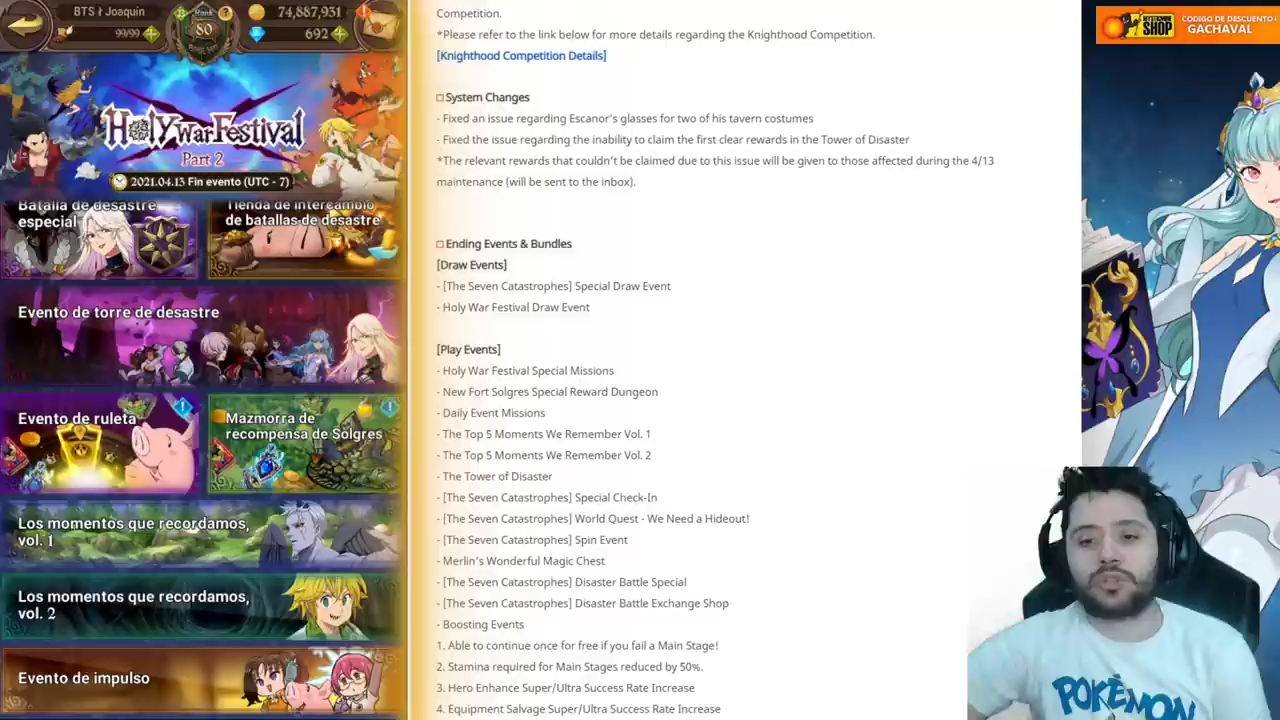 BTS ł Joaquín
99/99
23
Rank
80
74,887,931
692
Holy War Festival
Part 2
2021.04.13 Fin evento (UTC - 7)
Batalla de desastre
especial
Tienda de intercambio
de batallas de desastre
Evento de torre de desastre
Evento de ruleta
Mazmorra de
recompensa de Solgres
Los momentos que recordamos,
vol. 1
Los momentos que recordamos,
vol. 2
Evento de impulso
Competition.
*Please refer to the link below for more details regarding the Knighthood Competition.
[Knighthood Competition Details]
□ System Changes
- Fixed an issue regarding Escanor's glasses for two of his tavern costumes
- Fixed the issue regarding the inability to claim the first clear rewards in the Tower of Disaster
*The relevant rewards that couldn't be claimed due to this issue will be given to those affected during the 4/13
maintenance (will be sent to the inbox).
□ Ending Events & Bundles
[Draw Events]
- [The Seven Catastrophes] Special Draw Event
- Holy War Festival Draw Event
[Play Events]
- Holy War Festival Special Missions
- New Fort Solgres Special Reward Dungeon
- Daily Event Missions
- The Top 5 Moments We Remember Vol. 1
- The Top 5 Moments We Remember Vol. 2
- The Tower of Disaster
- [The Seven Catastrophes] Special Check-In
- [The Seven Catastrophes] World Quest - We Need a Hideout!
- [The Seven Catastrophes] Spin Event
- Merlin's Wonderful Magic Chest
- [The Seven Catastrophes] Disaster Battle Special
- [The Seven Catastrophes] Disaster Battle Exchange Shop
- Boosting Events
1. Able to continue once for free if you fail a Main Stage!
2. Stamina required for Main Stages reduced by 50%.
3. Hero Enhance Super/Ultra Success Rate Increase
4. Equipment Salvage Super/Ultra Success Rate Increase
SHOP
CODIGO DE DESCUENTO
GACHAVAL
POKÉMON